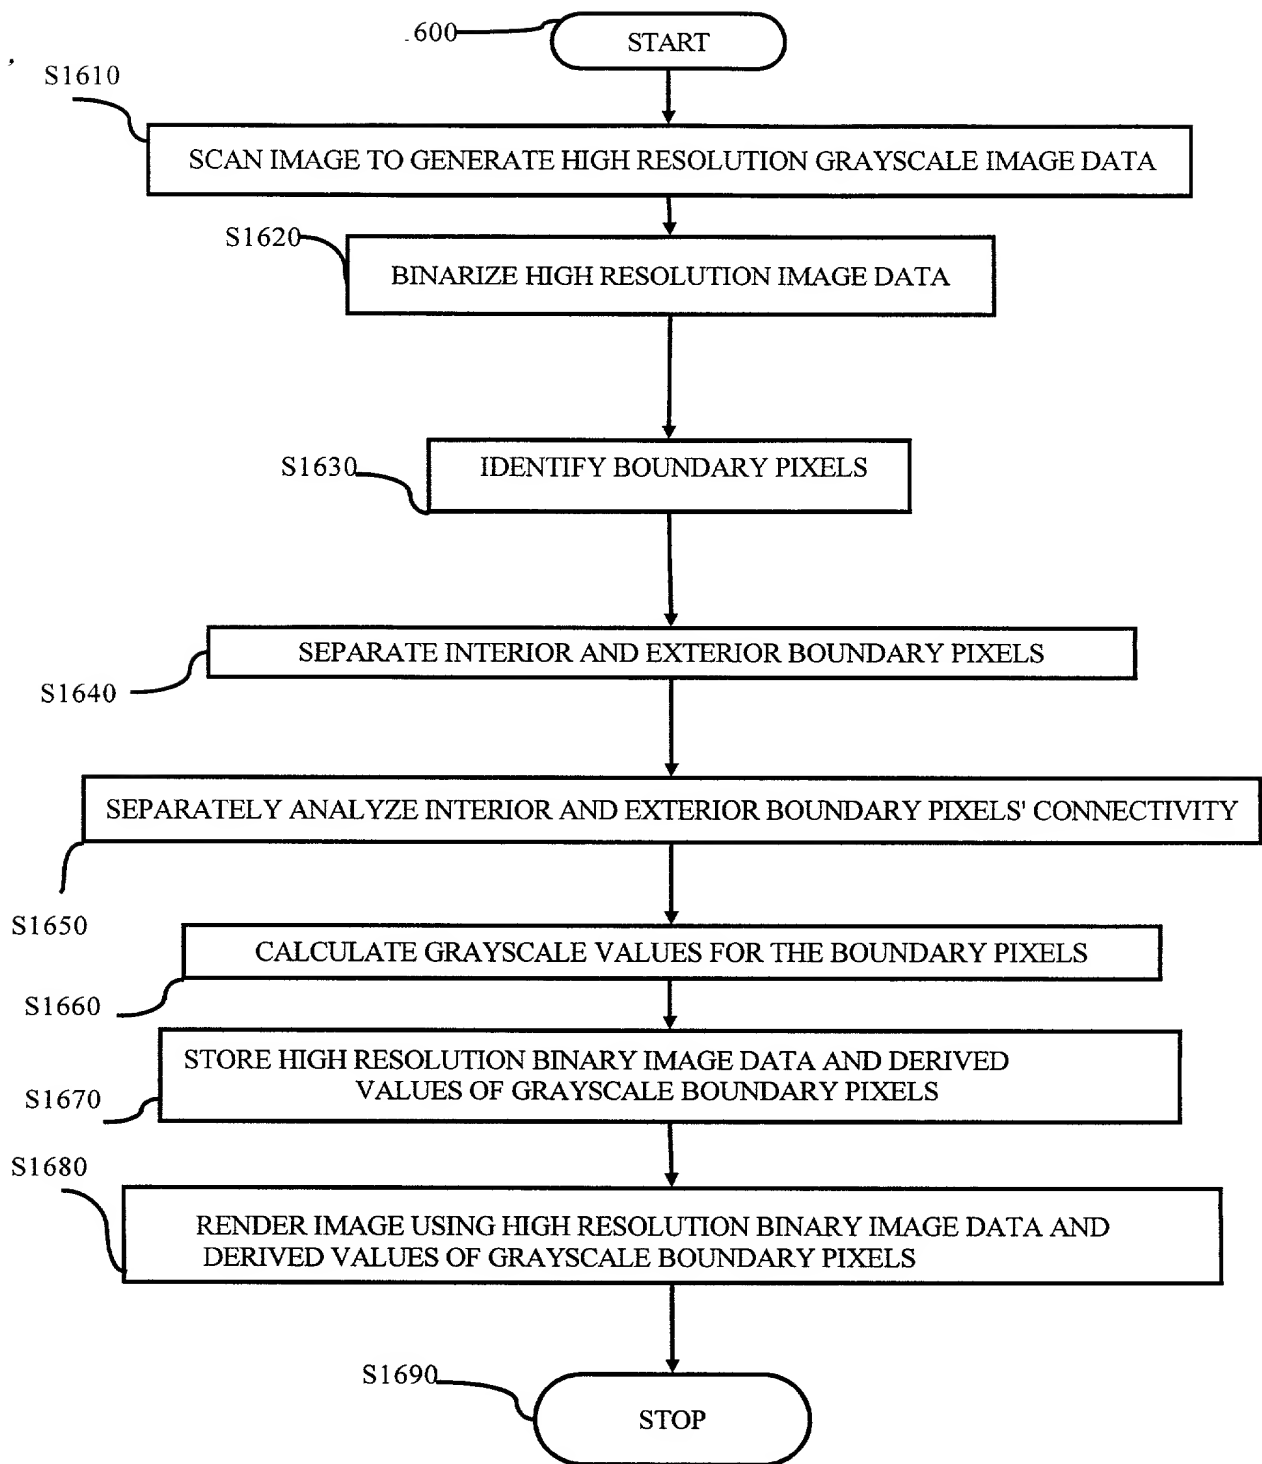 .600
START
S1610
SCAN IMAGE TO GENERATE HIGH RESOLUTION GRAYSCALE IMAGE DATA
S1620
BINARIZE HIGH RESOLUTION IMAGE DATA
S1630
IDENTIFY BOUNDARY PIXELS
SEPARATE INTERIOR AND EXTERIOR BOUNDARY PIXELS
S1640
SEPARATELY ANALYZE INTERIOR AND EXTERIOR BOUNDARY PIXELS' CONNECTIVITY
S1650
CALCULATE GRAYSCALE VALUES FOR THE BOUNDARY PIXELS
S1660
STORE HIGH RESOLUTION BINARY IMAGE DATA AND DERIVED
VALUES OF GRAYSCALE BOUNDARY PIXELS
S1670
S1680
RENDER IMAGE USING HIGH RESOLUTION BINARY IMAGE DATA AND
DERIVED VALUES OF GRAYSCALE BOUNDARY PIXELS
S1690
STOP